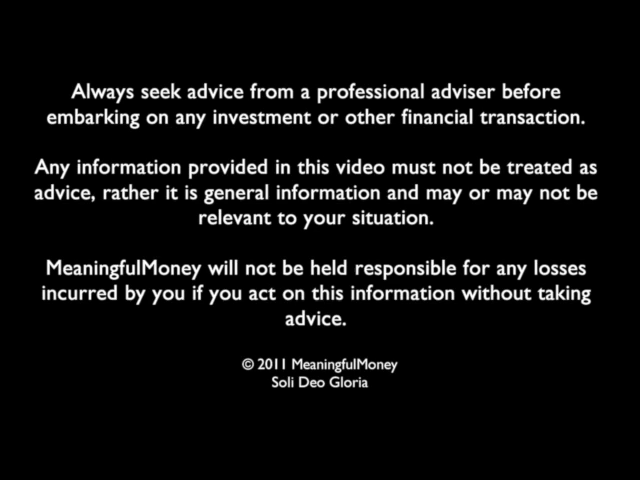 Always seek advice from a professional adviser before
embarking on any investment or other financial transaction.
Any information provided in this video must not be treated as
advice, rather it is general information and may or may not be
relevant to your situation.
MeaningfulMoney will not be held responsible for any losses
incurred by you if you act on this information without taking
advice.
© 2011 MeaningfulMoney
Soli Deo Gloria